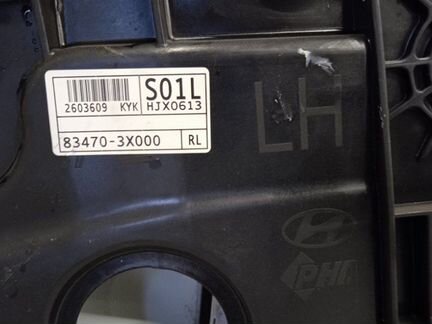 S01L
2603609 KYK HJX0613
83470-3X000 RL
LH
PHA